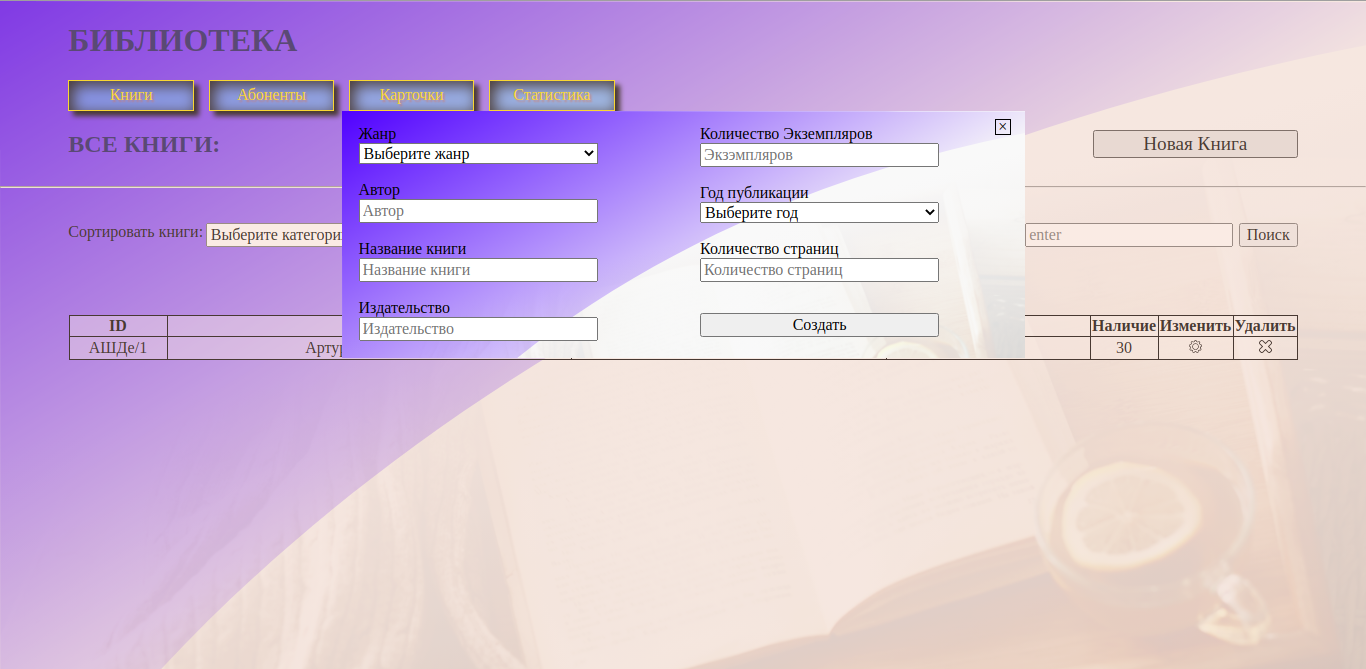 БИБЛИОТЕКА
Книги Абоненты Карточки Статистика
ВСЕ КНИГИ:
Новая Книга
Жанр
Выберите жанр
Автор
Автор
Название книги
Название книги
Издательство
Издательство
Количество Экземпляров
Экзэмпляров
Год публикации
Выберите год
Количество страниц
Количество страниц
Создать
Сортировать книги: Выберите категори
enter Поиск
ID Наличие Изменить Удалить
АШДе/1 Артур 30